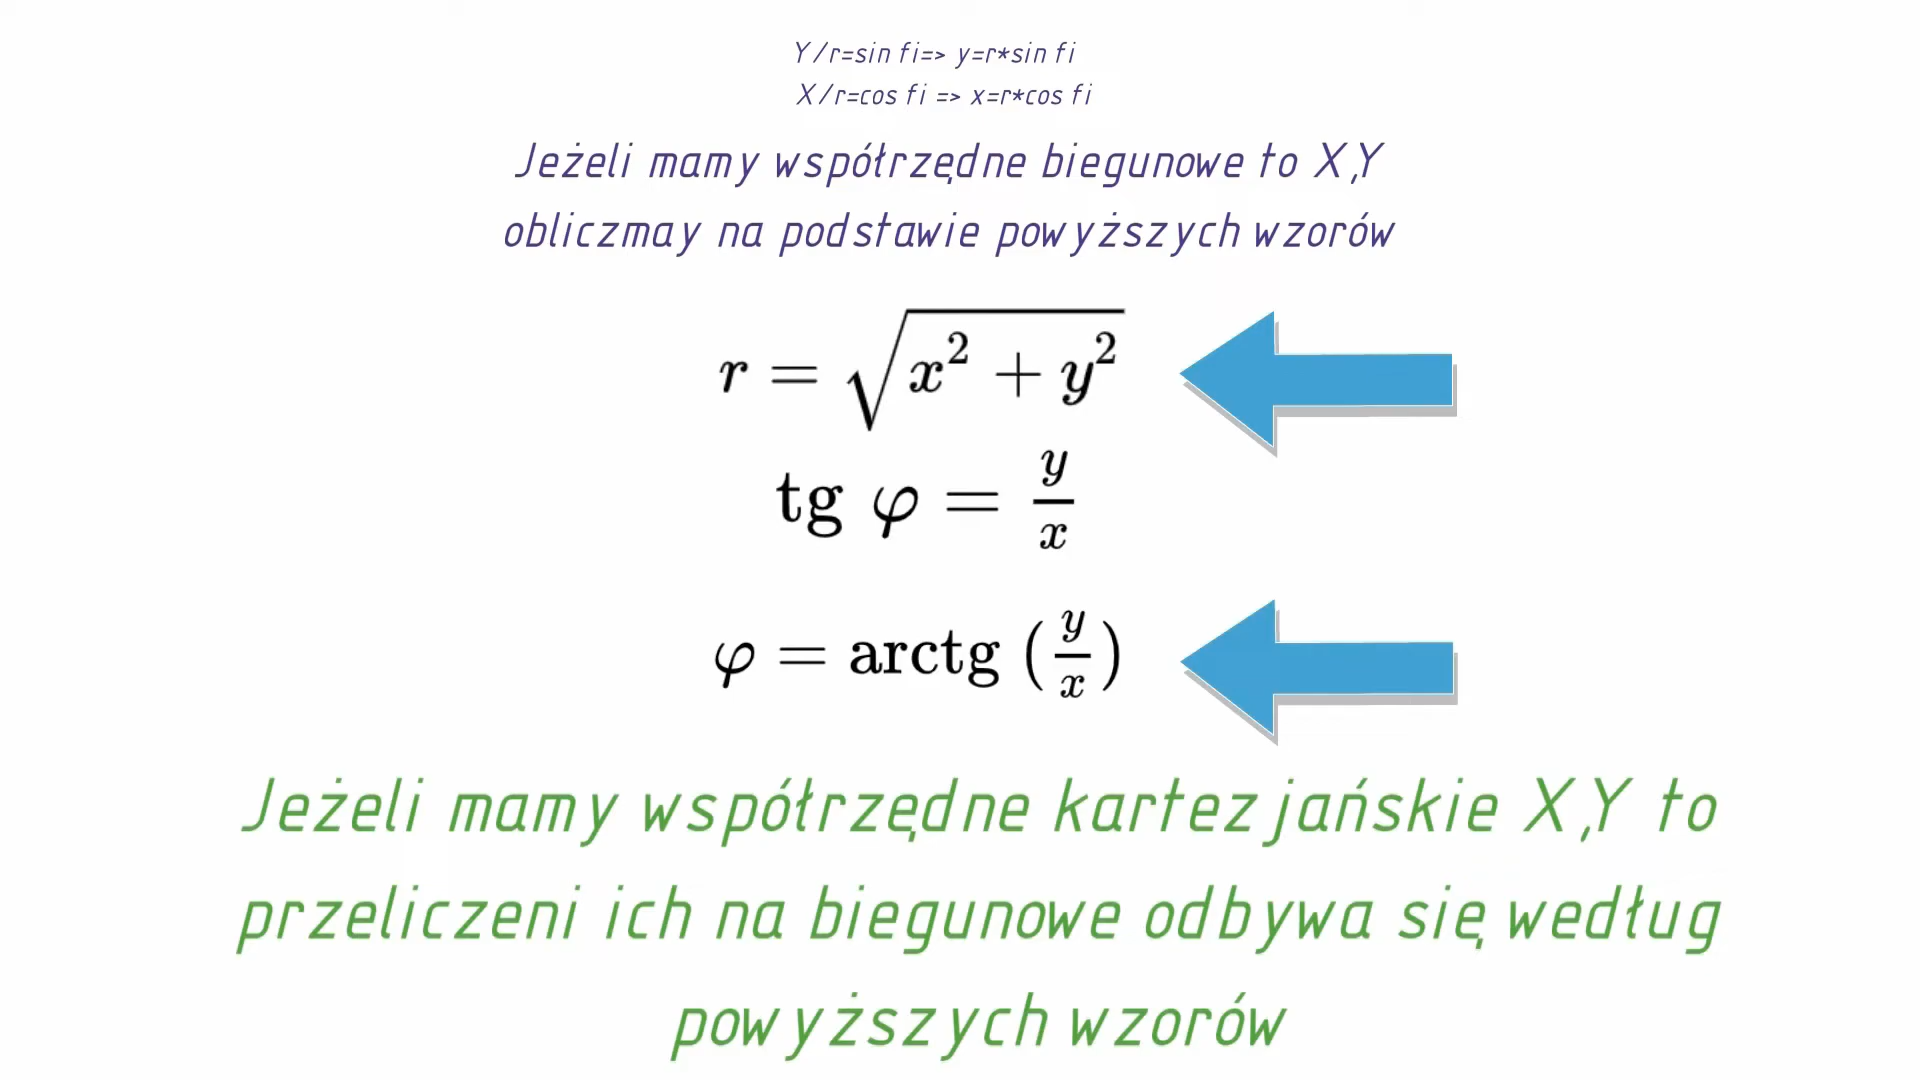 Y/r=sin fi=> y=r*sin fi
X/r=cos fi => x=r*cos fi
Jeżeli mamy współrzędne biegunowe to X,Y
obliczmay na podstawie powyższych wzorów
r = √(x² + y²)
tg φ = y/x
φ = arctg (y/x)
Jeżeli mamy współrzędne kartezjańskie X,Y to
przeliczeni ich na biegunowe odbywa się według
powyższych wzorów